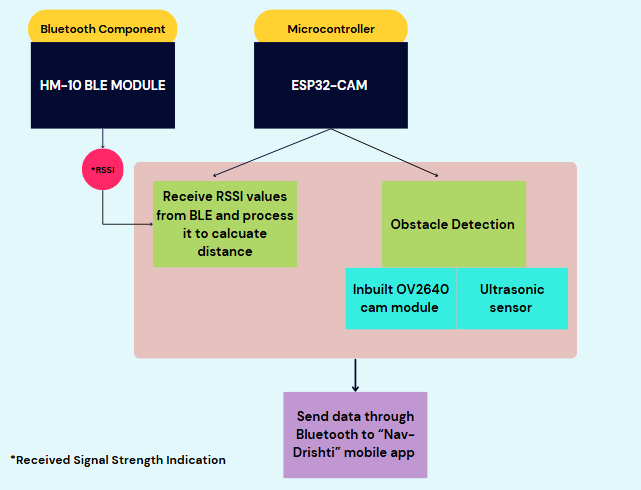 Bluetooth Component
Microcontroller
HM-10 BLE MODULE
ESP32-CAM
*RSSI
Receive RSSI values
from BLE and process
it to calcuate
distance
Obstacle Detection
Inbuilt OV2640
cam module
Ultrasonic
sensor
Send data through
Bluetooth to “Nav-
Drishti” mobile app
*Received Signal Strength Indication